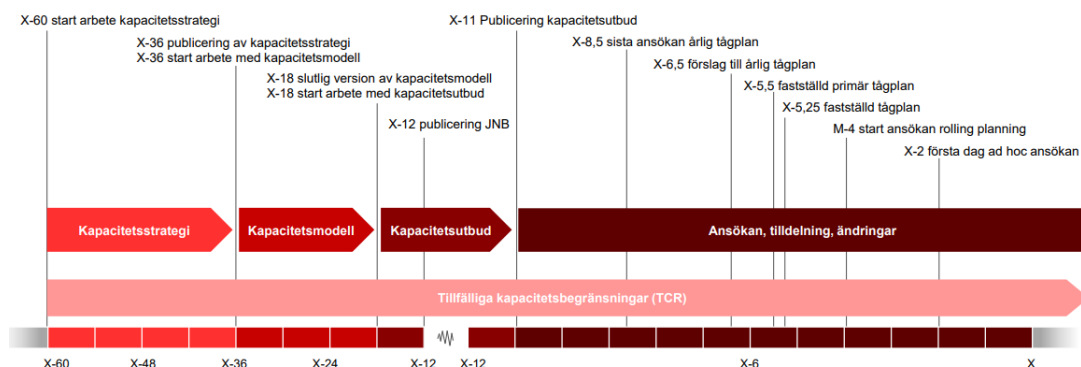 X-60 start arbete kapacitetsstrategi
X-11 Publicering kapacitetsutbud
X-36 publicering av kapacitetsstrategi
X-36 start arbete med kapacitetsmodell
X-8,5 sista ansökan årlig tågplan
X-6,5 förslag till årlig tågplan
X-18 slutlig version av kapacitetsmodell
X-18 start arbete med kapacitetsutbud
X-5,5 fastställd primär tågplan
X-5,25 fastställd tågplan
X-12 publicering JNB
M-4 start ansökan rolling planning
X-2 första dag ad hoc ansökan
Kapacitetsstrategi
Kapacitetsmodell
Kapacitetsutbud
Ansökan, tilldelning, ändringar
Tillfälliga kapacitetsbegränsningar (TCR)
X-60
X-48
X-36
X-24
X-12
X-12
X-6
X